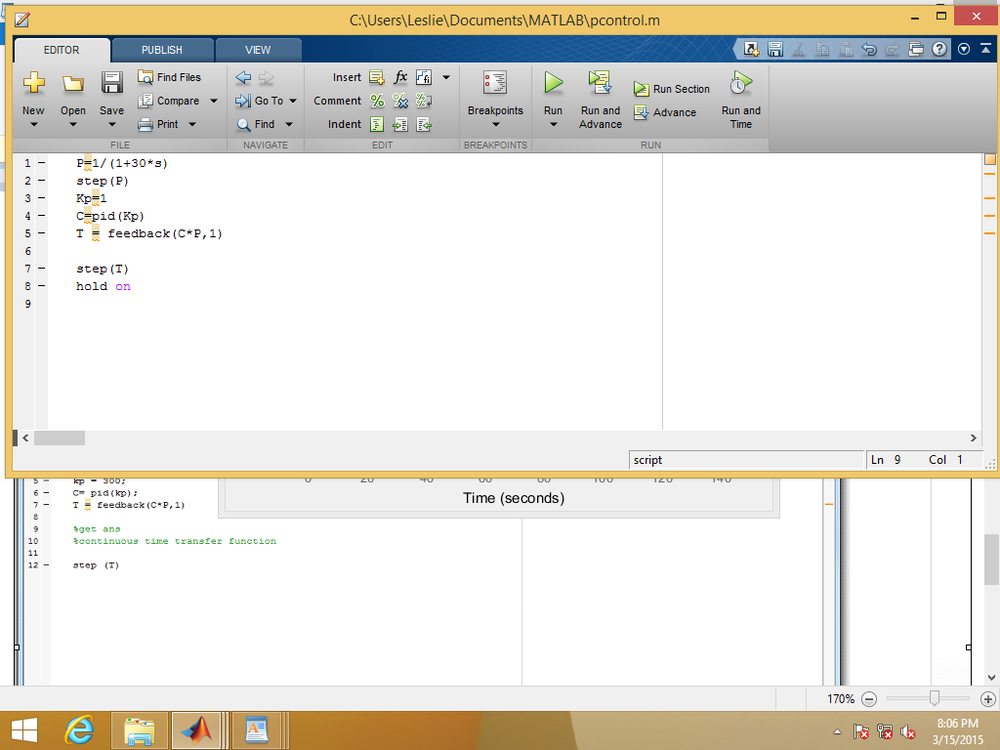 C:\Users\Leslie\Documents\MATLAB\pcontrol.m
EDITOR PUBLISH VIEW
New Open Save
Find Files
Compare
Print
FILE
Go To
Find
NAVIGATE
Insert fx
Comment
Indent
EDIT
Breakpoints
BREAKPOINTS
Run
Run and Advance
Run Section
Advance
Run and Time
RUN
1 P=1/(1+30*s)
2 step(P)
3 Kp=1
4 C=pid(Kp)
5 T = feedback(C*P,1)
6
7 step(T)
8 hold on
9
script Ln 9 Col 1
0 20 40 60 80 100 120 140
Time (seconds)
5 kp = 300;
6 C= pid(kp);
7 T = feedback(C*P,1)
8
9 %get ans
10 %continuous time transfer function
11
12 step (T)
170%
8:06 PM
3/15/2015